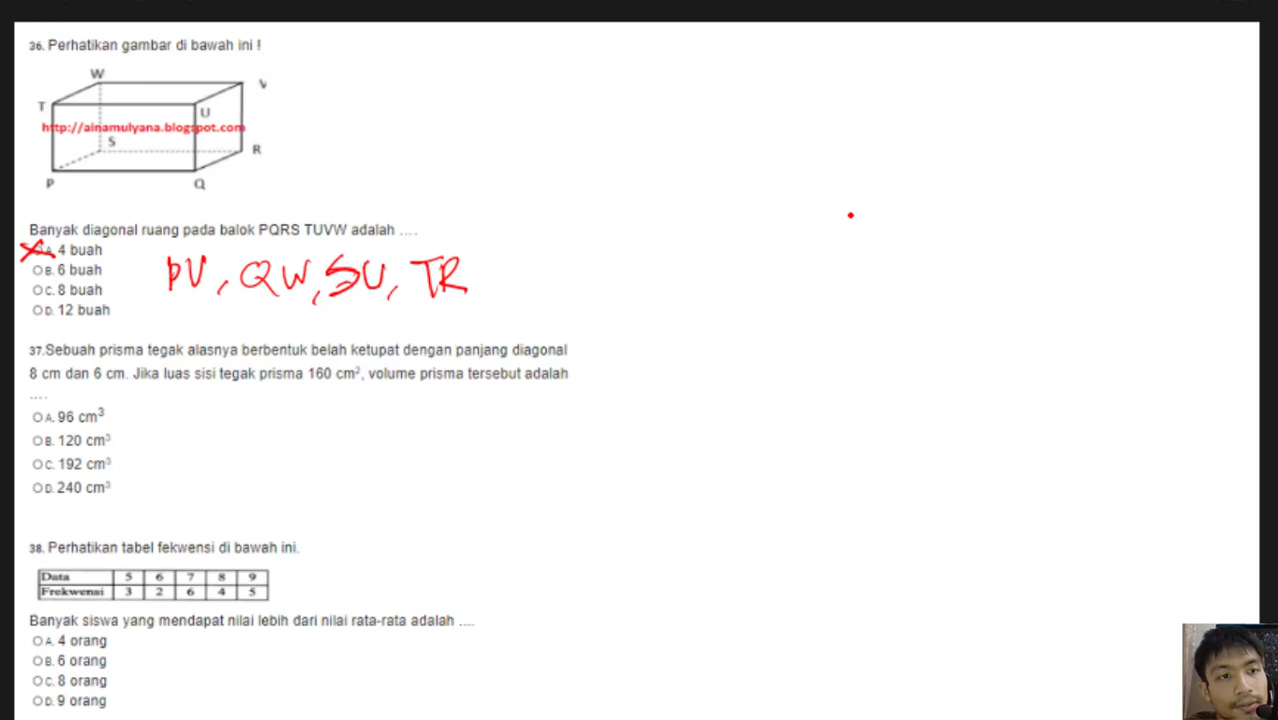 36. Perhatikan gambar di bawah ini !
W
V
T
U
http://ainamulyana.blogspot.com
S
R
P
Q
Banyak diagonal ruang pada balok PQRS TUVW adalah ....
A. 4 buah
B. 6 buah
PV, QW, SU, TR
C. 8 buah
D. 12 buah
37.Sebuah prisma tegak alasnya berbentuk belah ketupat dengan panjang diagonal
8 cm dan 6 cm. Jika luas sisi tegak prisma 160 cm², volume prisma tersebut adalah
....
A. 96 cm³
B. 120 cm³
C. 192 cm³
D. 240 cm³
38. Perhatikan tabel fekwensi di bawah ini.
Data 5 6 7 8 9
Frekwensi 3 2 6 4 5
Banyak siswa yang mendapat nilai lebih dari nilai rata-rata adalah ....
A. 4 orang
B. 6 orang
C. 8 orang
D. 9 orang